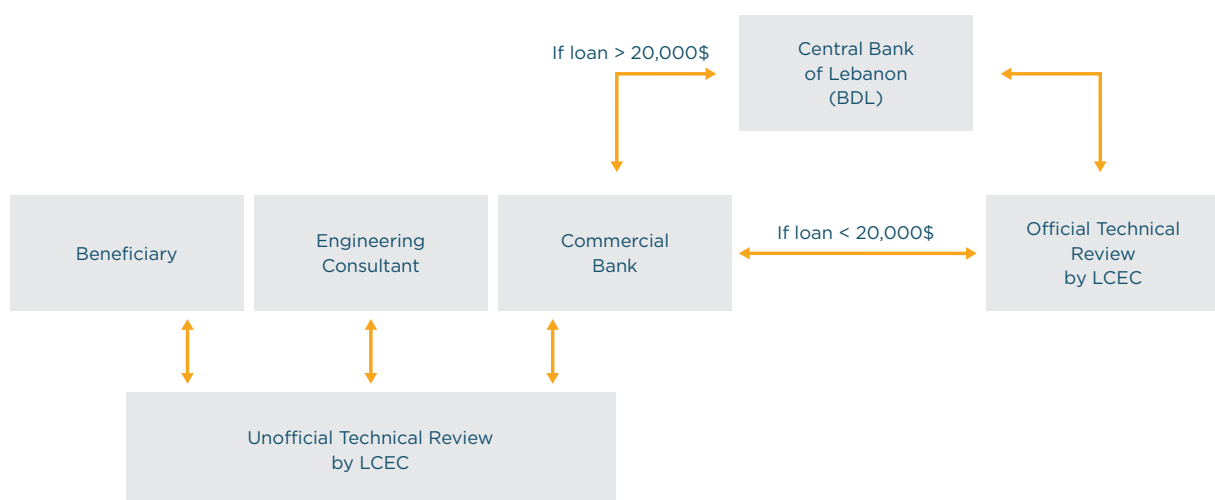 If loan > 20,000$
Central Bank
of Lebanon
(BDL)
Beneficiary
Engineering
Consultant
Commercial
Bank
If loan < 20,000$
Official Technical
Review
by LCEC
Unofficial Technical Review
by LCEC